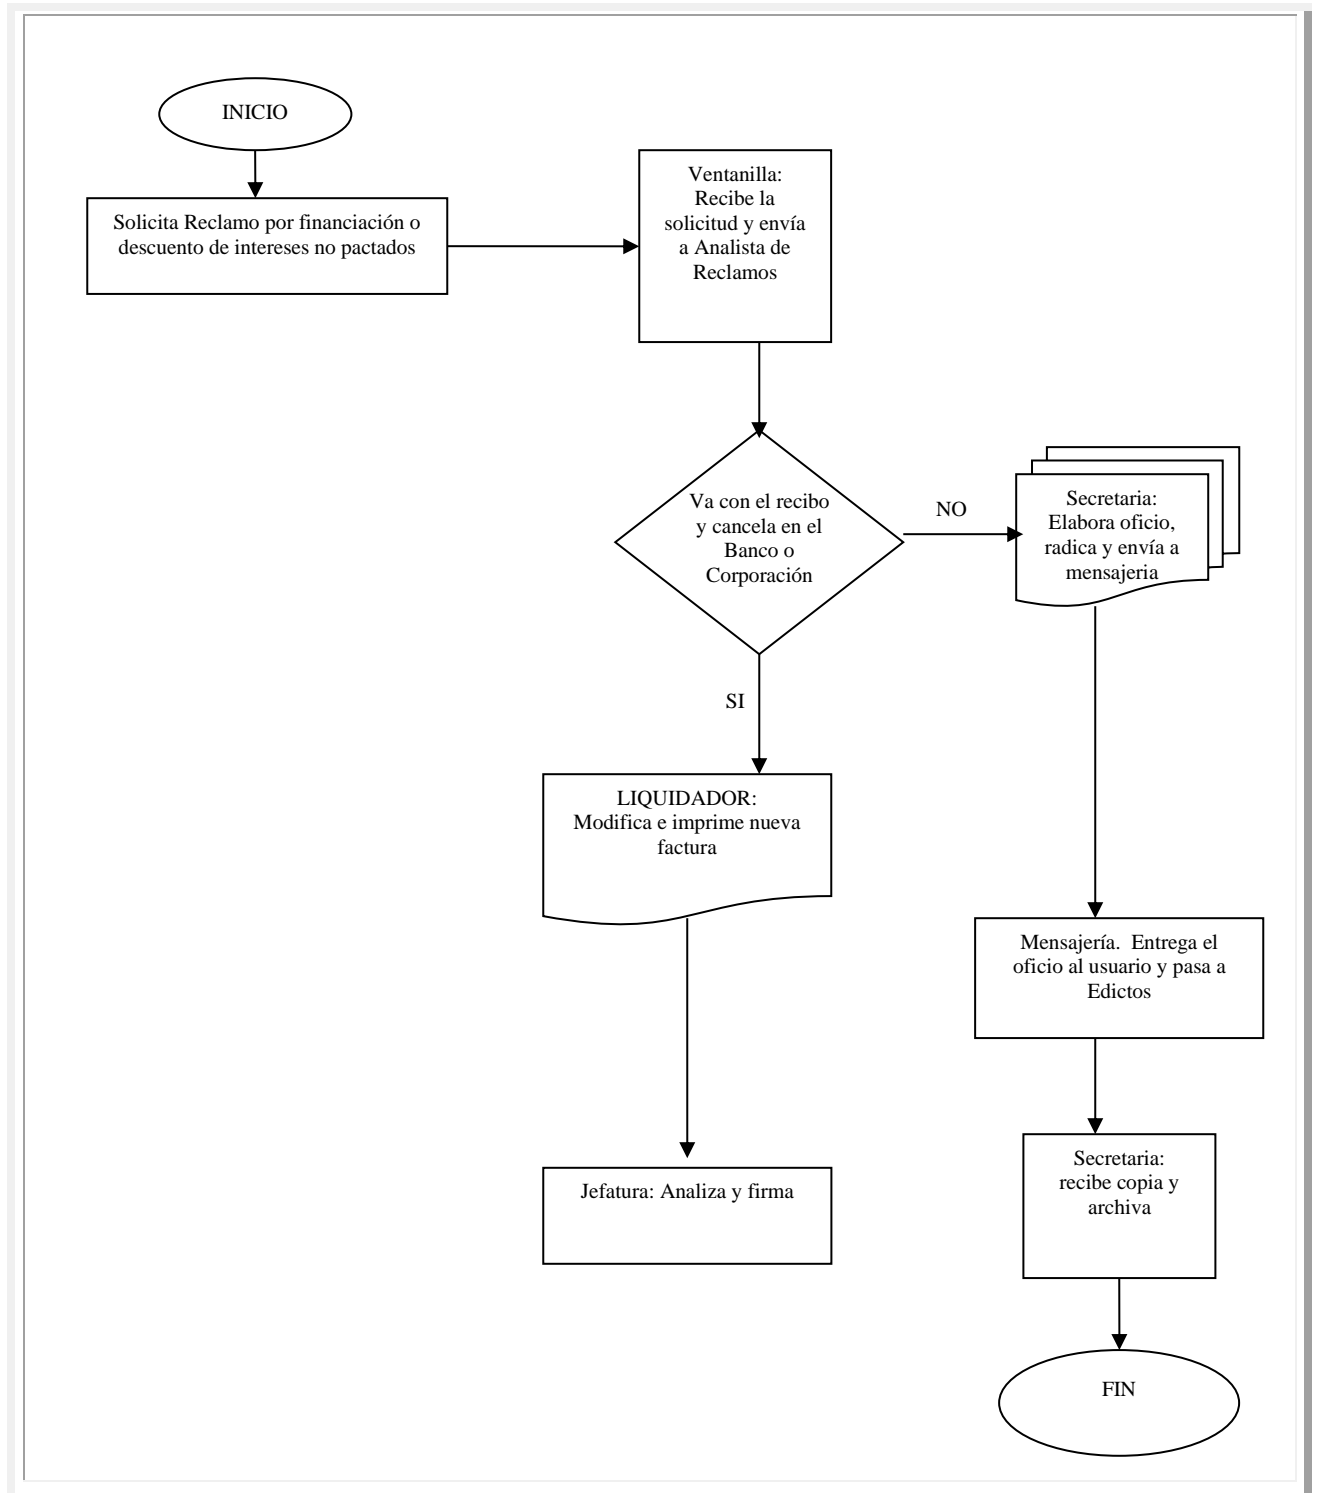 INICIO
Solicita Reclamo por financiación o
descuento de intereses no pactados
Ventanilla:
Recibe la
solicitud y envía
a Analista de
Reclamos
Va con el recibo
y cancela en el
Banco o
Corporación
NO
Secretaria:
Elabora oficio,
radica y envía a
mensajeria
SI
LIQUIDADOR:
Modifica e imprime nueva
factura
Mensajería.  Entrega el
oficio al usuario y pasa a
Edictos
Jefatura: Analiza y firma
Secretaria:
recibe copia y
archiva
FIN